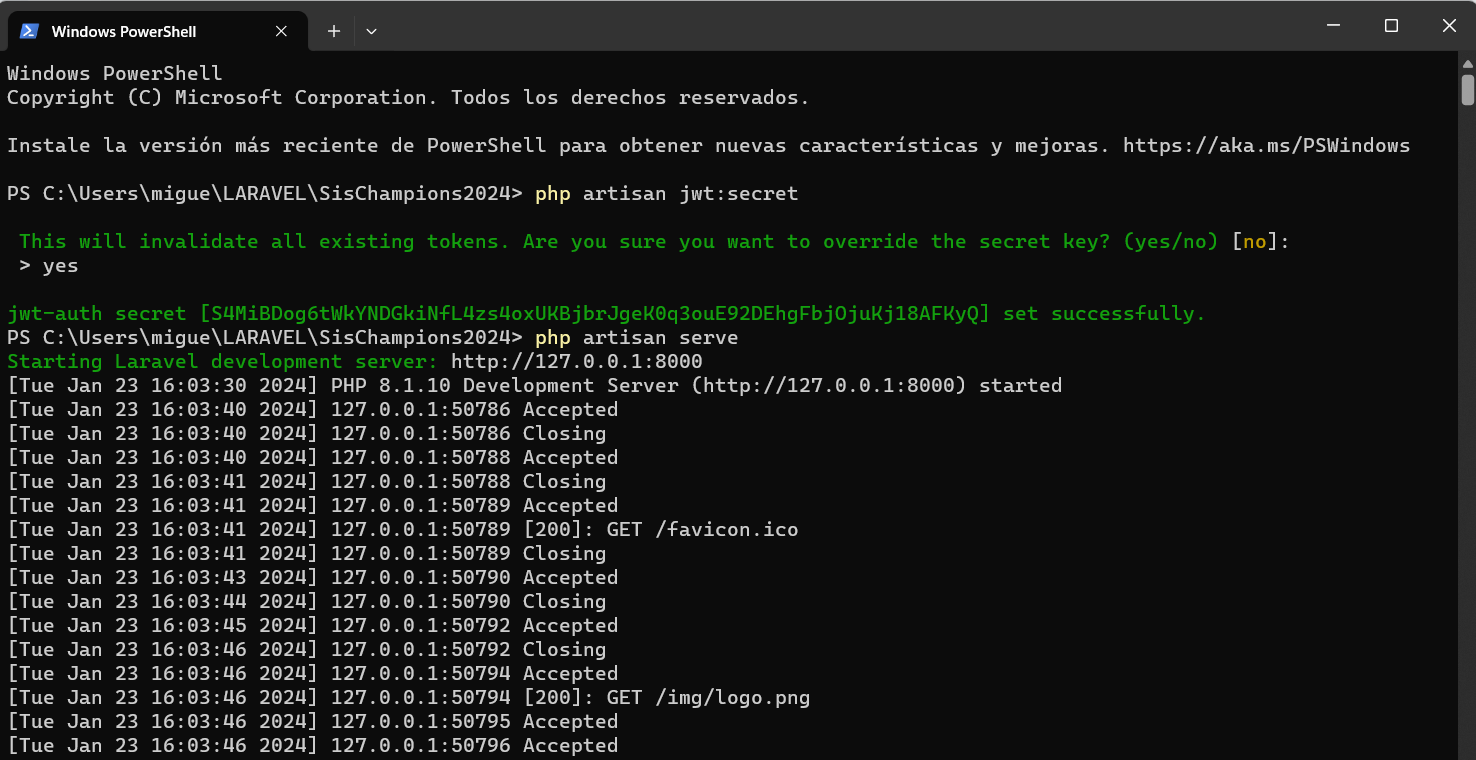 Windows PowerShell
Windows PowerShell
Copyright (C) Microsoft Corporation. Todos los derechos reservados.
Instale la versión más reciente de PowerShell para obtener nuevas características y mejoras. https://aka.ms/PSWindows
PS C:\Users\migue\LARAVEL\SisChampions2024> php artisan jwt:secret
This will invalidate all existing tokens. Are you sure you want to override the secret key? (yes/no) [no]:
> yes
jwt-auth secret [S4MiBDog6tWkYNDGkiNfL4zs4oxUKBjbrJgeK0q3ouE92DEhgFbjOjuKj18AFKyQ] set successfully.
PS C:\Users\migue\LARAVEL\SisChampions2024> php artisan serve
Starting Laravel development server: http://127.0.0.1:8000
[Tue Jan 23 16:03:30 2024] PHP 8.1.10 Development Server (http://127.0.0.1:8000) started
[Tue Jan 23 16:03:40 2024] 127.0.0.1:50786 Accepted
[Tue Jan 23 16:03:40 2024] 127.0.0.1:50786 Closing
[Tue Jan 23 16:03:40 2024] 127.0.0.1:50788 Accepted
[Tue Jan 23 16:03:41 2024] 127.0.0.1:50788 Closing
[Tue Jan 23 16:03:41 2024] 127.0.0.1:50789 Accepted
[Tue Jan 23 16:03:41 2024] 127.0.0.1:50789 [200]: GET /favicon.ico
[Tue Jan 23 16:03:41 2024] 127.0.0.1:50789 Closing
[Tue Jan 23 16:03:43 2024] 127.0.0.1:50790 Accepted
[Tue Jan 23 16:03:44 2024] 127.0.0.1:50790 Closing
[Tue Jan 23 16:03:45 2024] 127.0.0.1:50792 Accepted
[Tue Jan 23 16:03:46 2024] 127.0.0.1:50792 Closing
[Tue Jan 23 16:03:46 2024] 127.0.0.1:50794 Accepted
[Tue Jan 23 16:03:46 2024] 127.0.0.1:50794 [200]: GET /img/logo.png
[Tue Jan 23 16:03:46 2024] 127.0.0.1:50795 Accepted
[Tue Jan 23 16:03:46 2024] 127.0.0.1:50796 Accepted